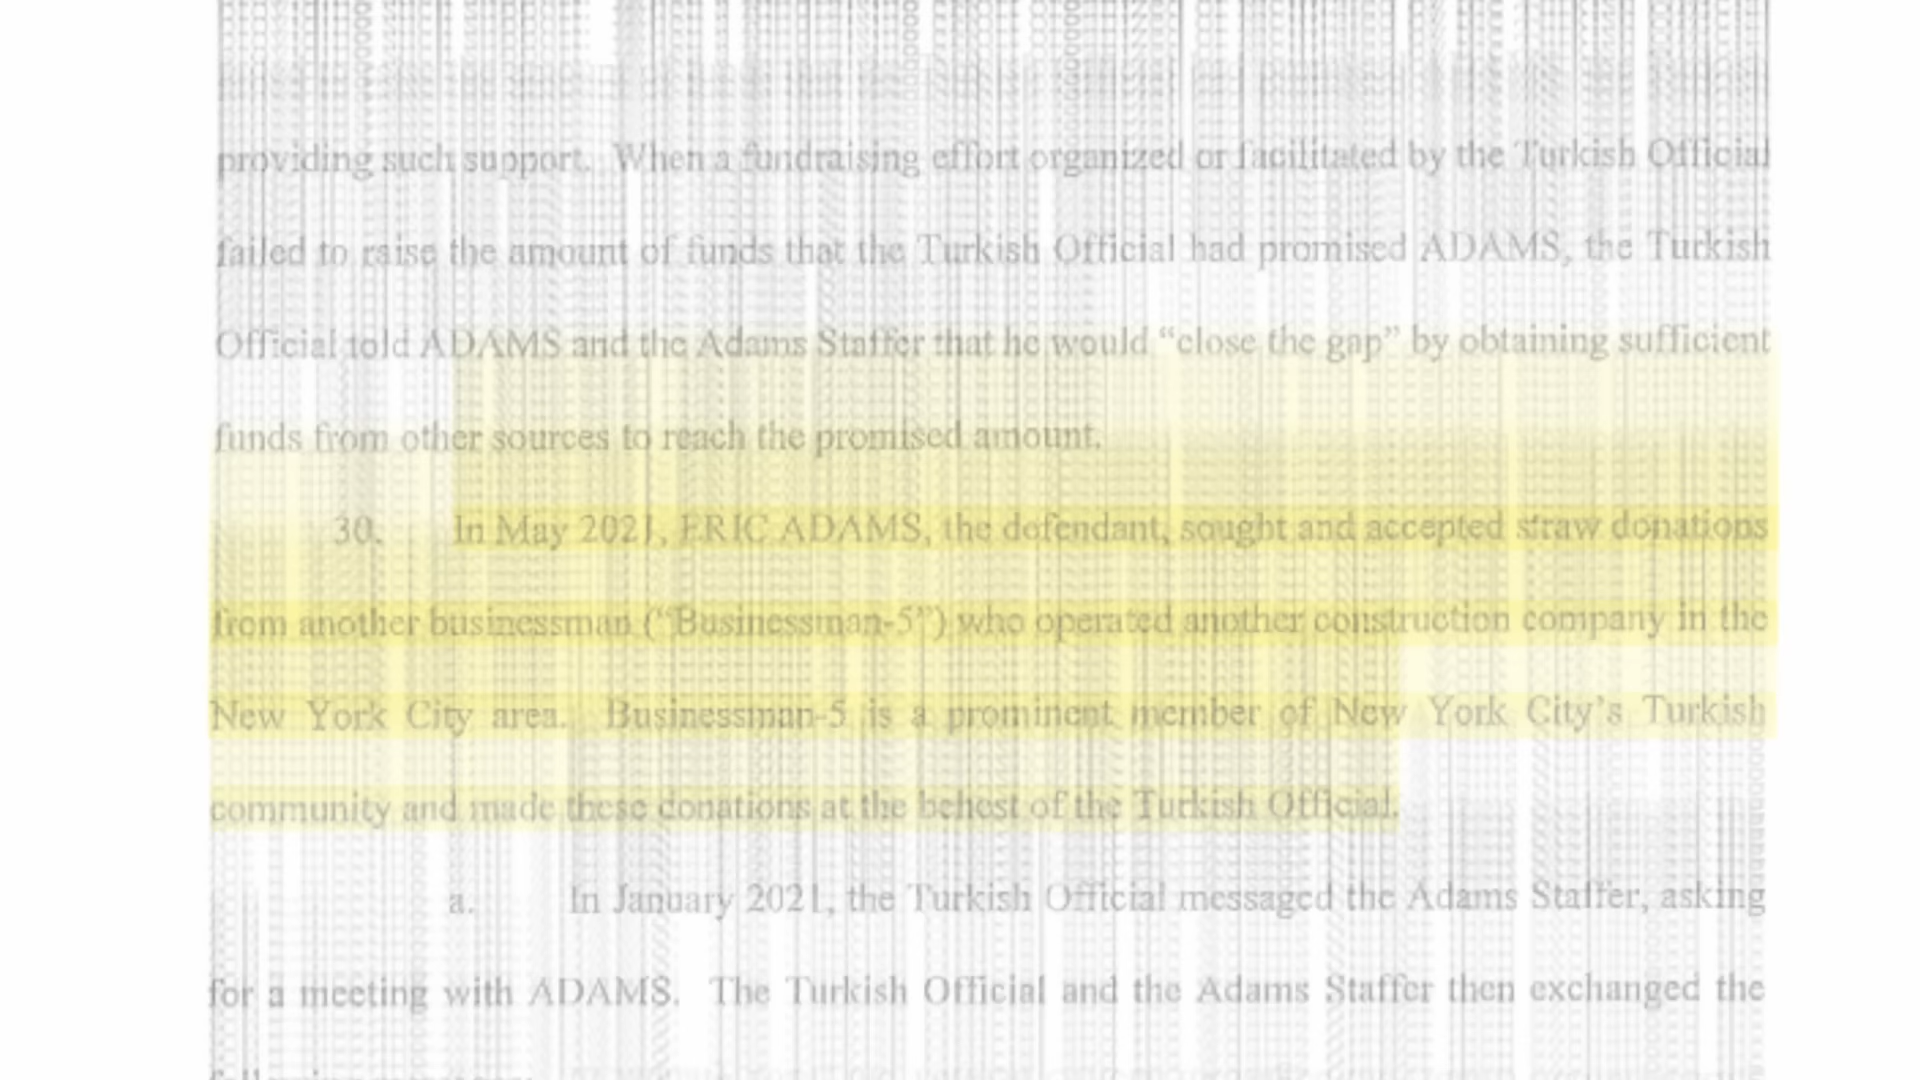 providing such support. When a fundraising effort organized or facilitated by the Turkish Official
failed to raise the amount of funds that the Turkish Official had promised ADAMS, the Turkish
Official told ADAMS and the Adams Staffer that he would “close the gap” by obtaining sufficient
funds from other sources to reach the promised amount.
30. In May 2021, ERIC ADAMS, the defendant, sought and accepted straw donations
from another businessman (“Businessman-5”) who operated another construction company in the
New York City area. Businessman-5 is a prominent member of New York City’s Turkish
community and made these donations at the behest of the Turkish Official.
a. In January 2021, the Turkish Official messaged the Adams Staffer, asking
for a meeting with ADAMS. The Turkish Official and the Adams Staffer then exchanged the